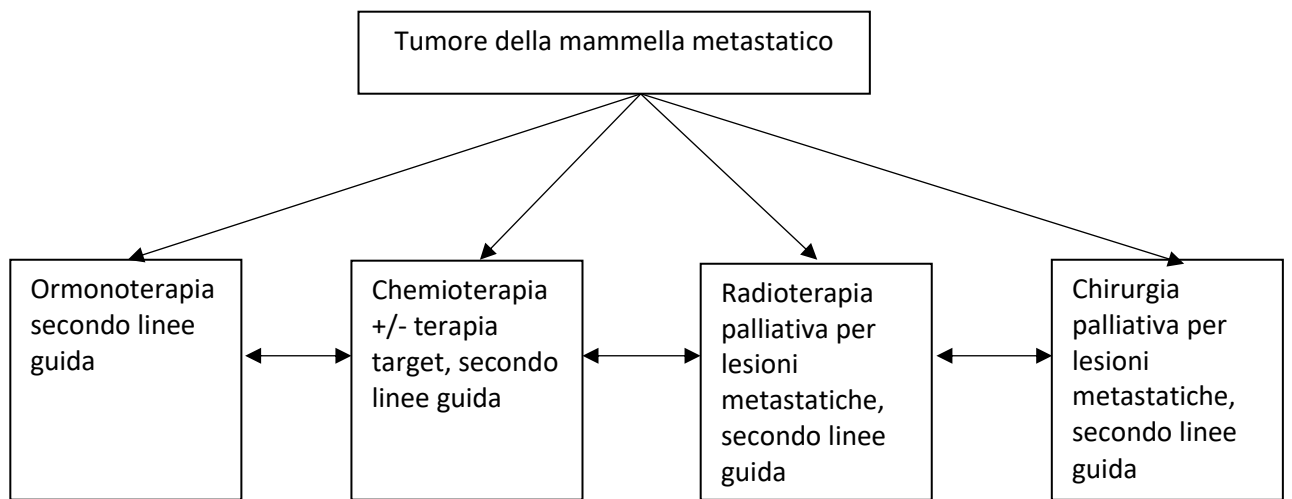 Tumore della mammella metastatico
Ormonoterapia
secondo linee
guida
Chemioterapia
+/- terapia
target, secondo
linee guida
Radioterapia
palliativa per
lesioni
metastatiche,
secondo linee
guida
Chirurgia
palliativa per
lesioni
metastatiche,
secondo linee
guida